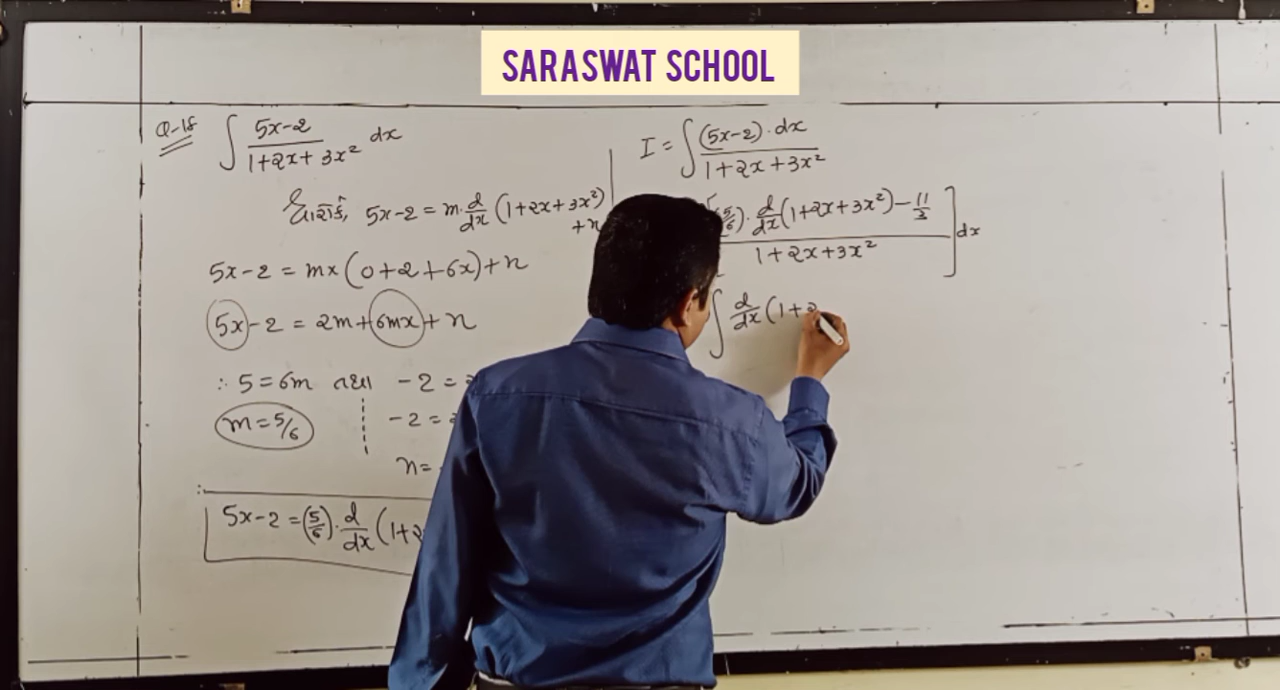 SARASWAT SCHOOL
Q-18 ∫ (5x-2)/(1+2x+3x²) dx
ધારોકે, 5x-2 = m·d/dx (1+2x+3x²)
+n
5x-2 = mx(0+2+6x)+n
5x-2 = 2m+6mx+n
∴ 5=6m તથા -2 =
m=5/6 -2 =
n=
∴
5x-2 = (5/6)·d/dx (1+2
I = ∫ (5x-2)·dx/(1+2x+3x²)
5/6)·d/dx(1+2x+3x²) - 11/3 ] dx
1+2x+3x²
∫ d/dx (1+2